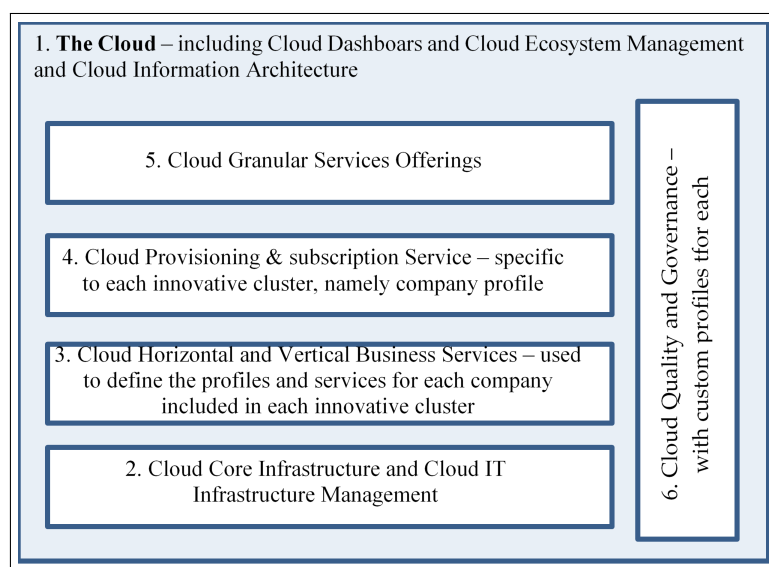 1. The Cloud – including Cloud Dashboars and Cloud Ecosystem Management
and Cloud Information Architecture
5. Cloud Granular Services Offerings
4. Cloud Provisioning & subscription Service – specific
to each innovative cluster, namely company profile
3. Cloud Horizontal and Vertical Business Services – used
to define the profiles and services for each company
included in each innovative cluster
2. Cloud Core Infrastructure and Cloud IT
Infrastructure Management
6. Cloud Quality and Governance –
with custom profiles tfor each